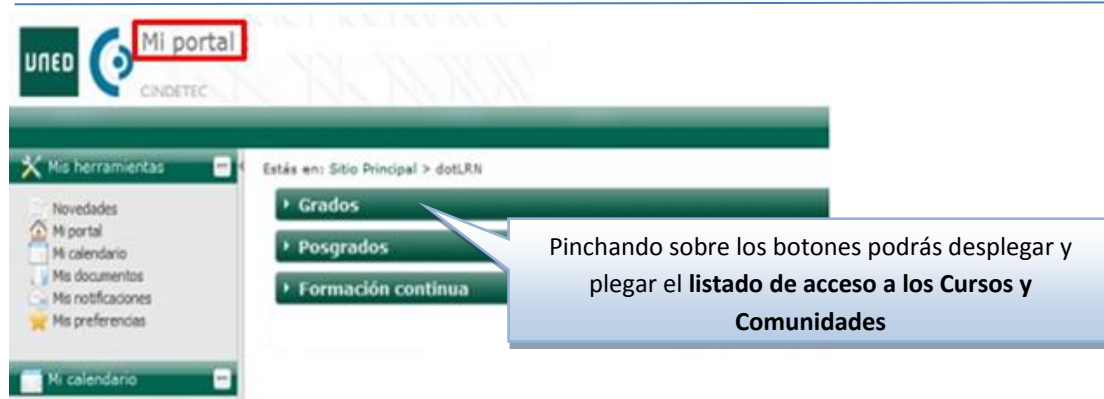 Mi portal
UNED
CINDETEC
Mis herramientas
Estás en: Sitio Principal > dotLRN
Novedades
Mi portal
Mi calendario
Mis documentos
Mis notificaciones
Mis preferencias
Grados
Posgrados
Formación continua
Pinchando sobre los botones podrás desplegar y
plegar el listado de acceso a los Cursos y
Comunidades
Mi calendario